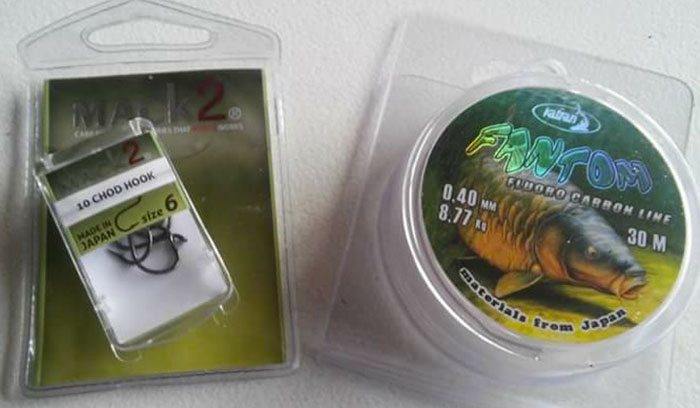 MACK2®
2
10 CHOD HOOK
MADE IN
JAPAN
size 6
Katran
FANTOM
FLUORO CARBON LINE
0.40 MM
8.77 Kg
30 M
materials from Japan